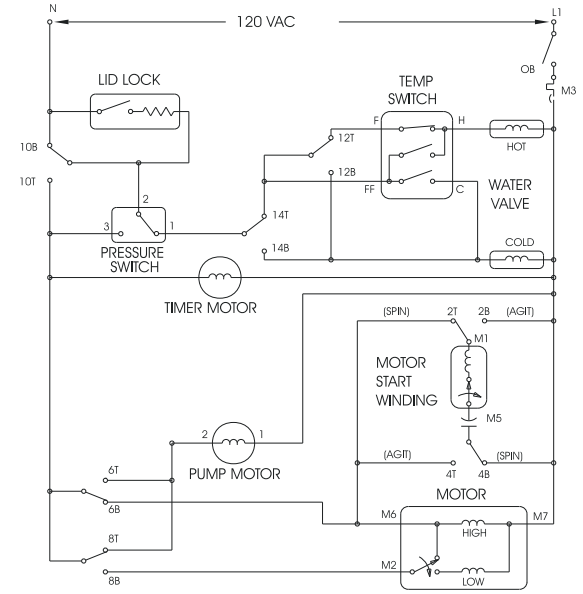 N
120 VAC
L1
OB
M3
LID LOCK
TEMP
SWITCH
F
H
HOT
12T
10B
12B
10T
2
FF
C
WATER
VALVE
14T
3
1
PRESSURE
SWITCH
14B
COLD
TIMER MOTOR
(SPIN)
2T
2B
(AGIT)
M1
MOTOR
START
WINDING
M5
2
1
(AGIT)
(SPIN)
PUMP MOTOR
4T
4B
6T
MOTOR
6B
M6
M7
HIGH
8T
M2
LOW
8B